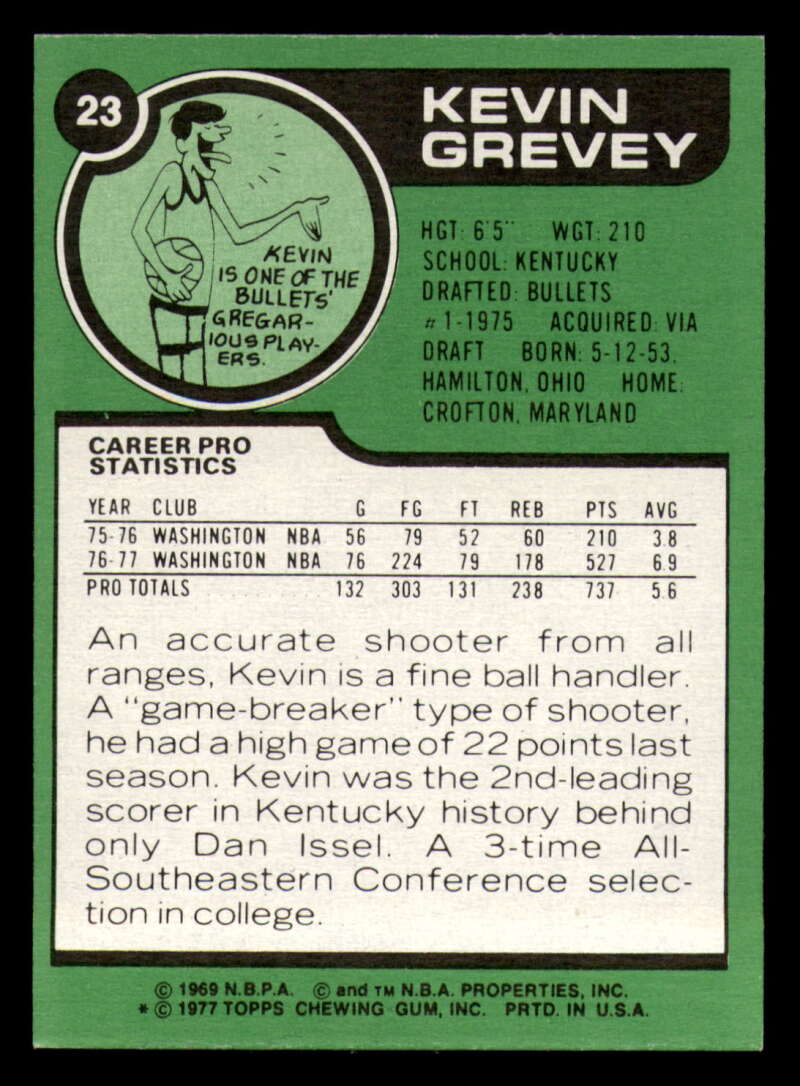 23
KEVIN
GREVEY
KEVIN
IS ONE OF THE
BULLETS'
GREGAR-
IOUS PLAY-
ERS.
HGT: 6'5" WGT: 210
SCHOOL: KENTUCKY
DRAFTED: BULLETS
#1-1975 ACQUIRED: VIA
DRAFT BORN: 5-12-53.
HAMILTON, OHIO HOME:
CROFTON, MARYLAND
CAREER PRO
STATISTICS
YEAR CLUB G FG FT REB PTS AVG
75-76 WASHINGTON NBA 56 79 52 60 210 3.8
76-77 WASHINGTON NBA 76 224 79 178 527 6.9
PRO TOTALS 132 303 131 238 737 5.6
An accurate shooter from all
ranges, Kevin is a fine ball handler.
A "game-breaker" type of shooter,
he had a high game of 22 points last
season. Kevin was the 2nd-leading
scorer in Kentucky history behind
only Dan Issel. A 3-time All-
Southeastern Conference selec-
tion in college.
© 1969 N.B.P.A. © and TM N.B.A. PROPERTIES, INC.
* © 1977 TOPPS CHEWING GUM, INC. PRTD. IN U.S.A.